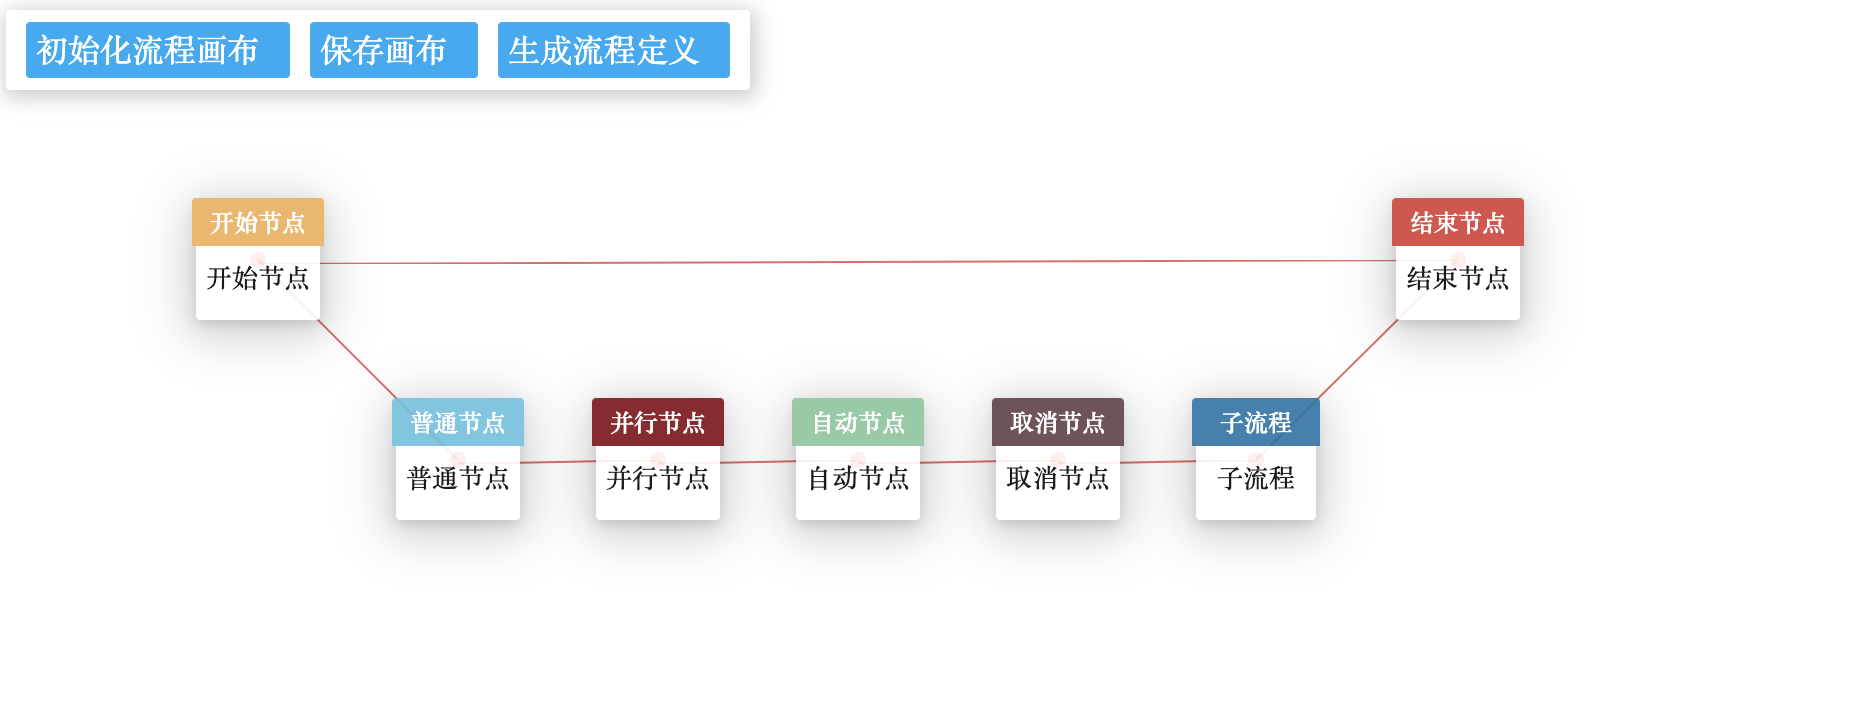 初始化流程画布
保存画布
生成流程定义
开始节点
开始节点
结束节点
结束节点
普通节点
普通节点
并行节点
并行节点
自动节点
自动节点
取消节点
取消节点
子流程
子流程